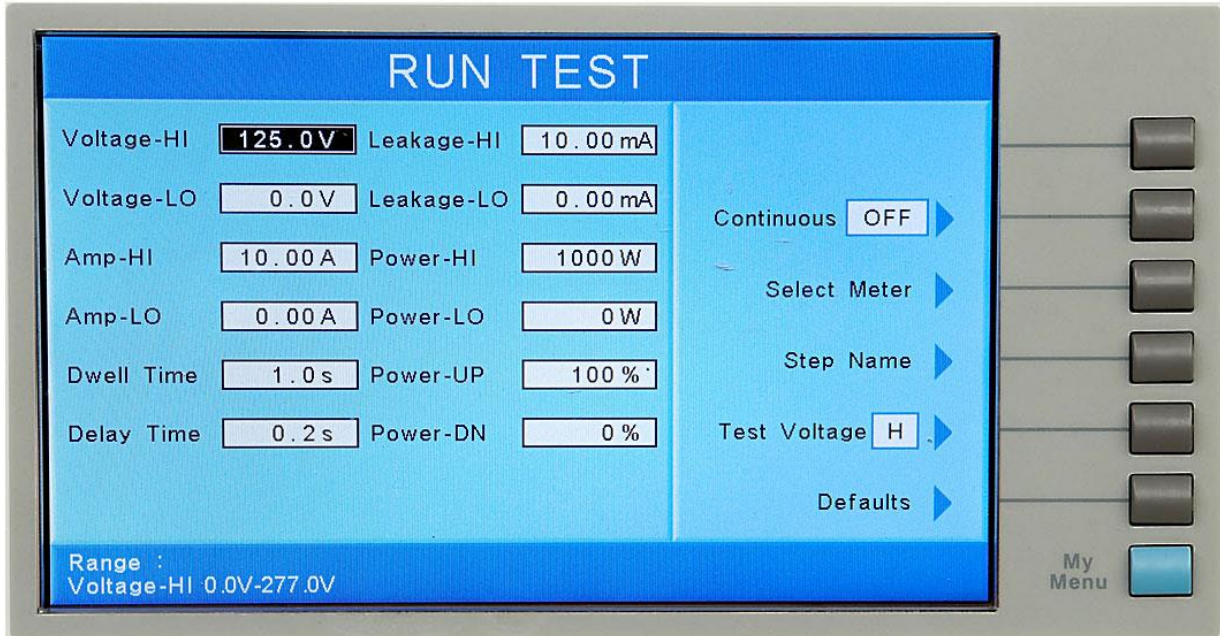 RUN TEST
Voltage-HI 125.0V Leakage-HI 10.00mA
Voltage-LO 0.0V Leakage-LO 0.00mA
Continuous OFF
Amp-HI 10.00A Power-HI 1000W
Select Meter
Amp-LO 0.00A Power-LO 0W
Step Name
Dwell Time 1.0s Power-UP 100%
Delay Time 0.2s Power-DN 0%
Test Voltage H
Defaults
Range :
Voltage-HI 0.0V-277.0V
My
Menu